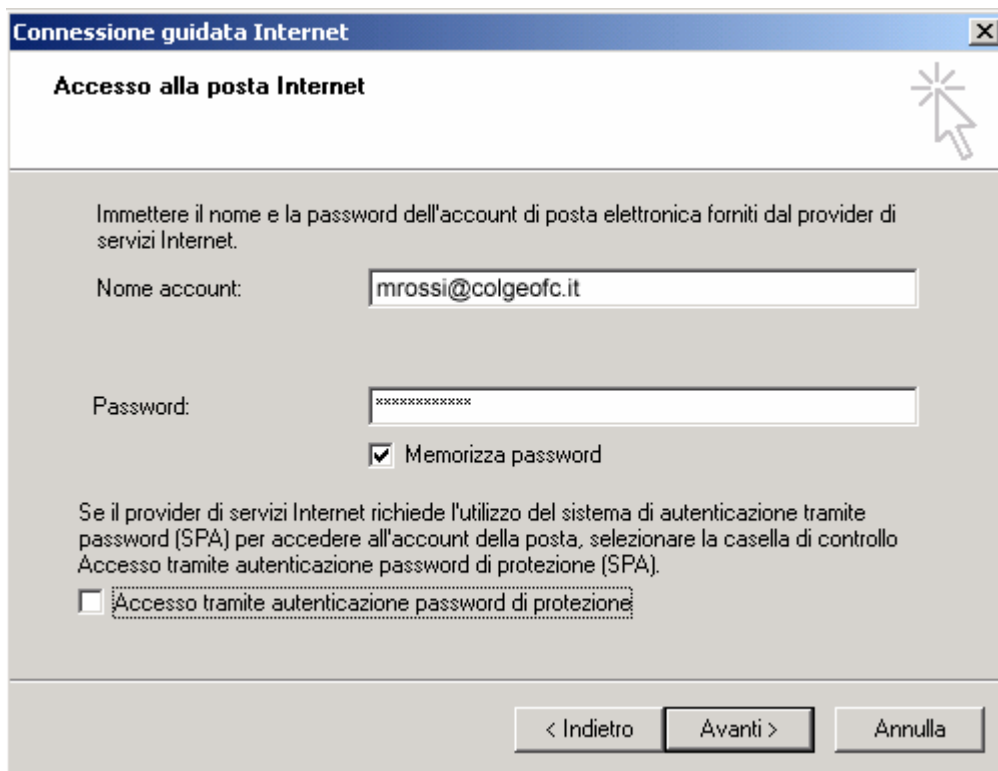 Connessione guidata Internet
Accesso alla posta Internet
Immettere il nome e la password dell'account di posta elettronica forniti dal provider di
servizi Internet.
Nome account: mrossi@colgeofc.it
Password: ************
Memorizza password
Se il provider di servizi Internet richiede l'utilizzo del sistema di autenticazione tramite
password (SPA) per accedere all'account della posta, selezionare la casella di controllo
Accesso tramite autenticazione password di protezione (SPA).
Accesso tramite autenticazione password di protezione
< Indietro Avanti > Annulla